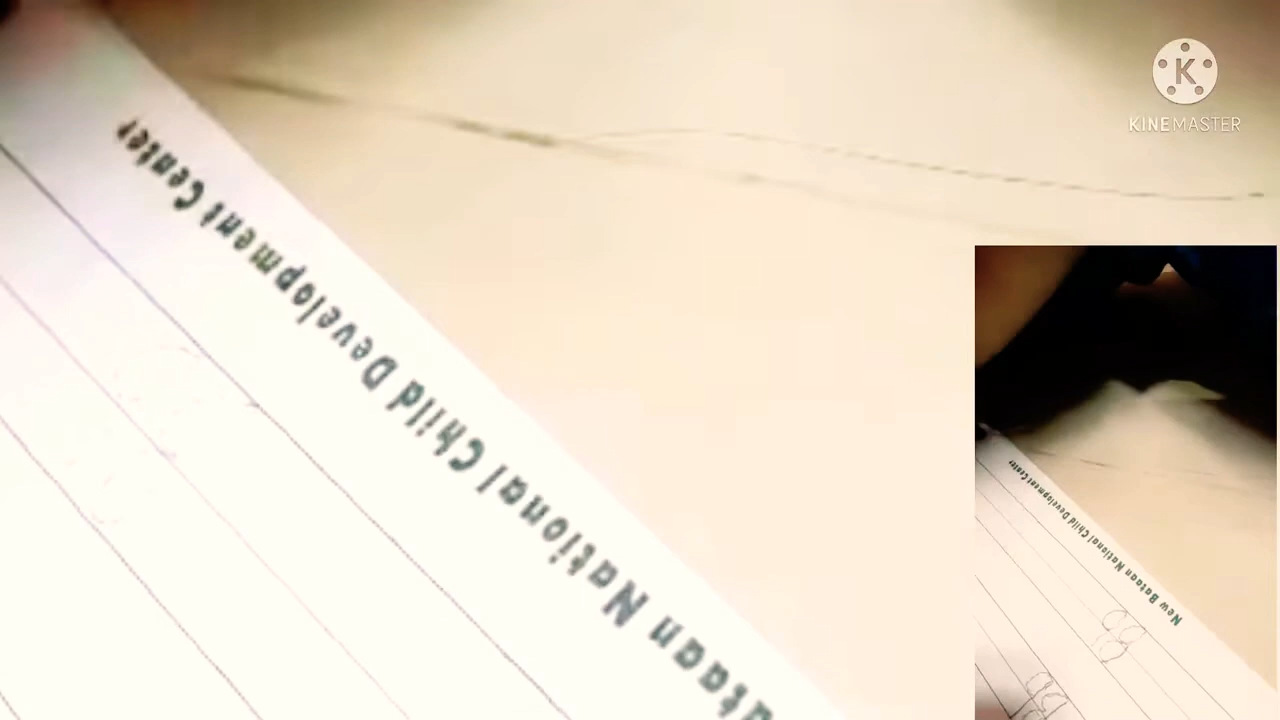 KINEMASTER
ataan National Child Development Center
New Bataan National Child Development Center